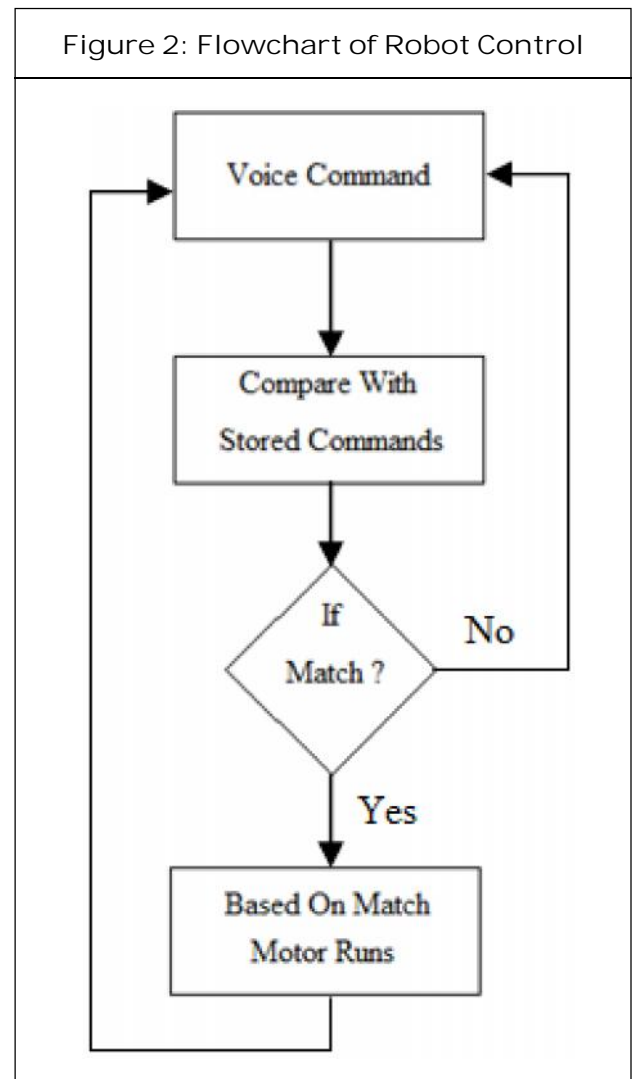 Figure 2: Flowchart of Robot Control
Voice Command
Compare With
Stored Commands
If
Match ?
No
Yes
Based On Match
Motor Runs